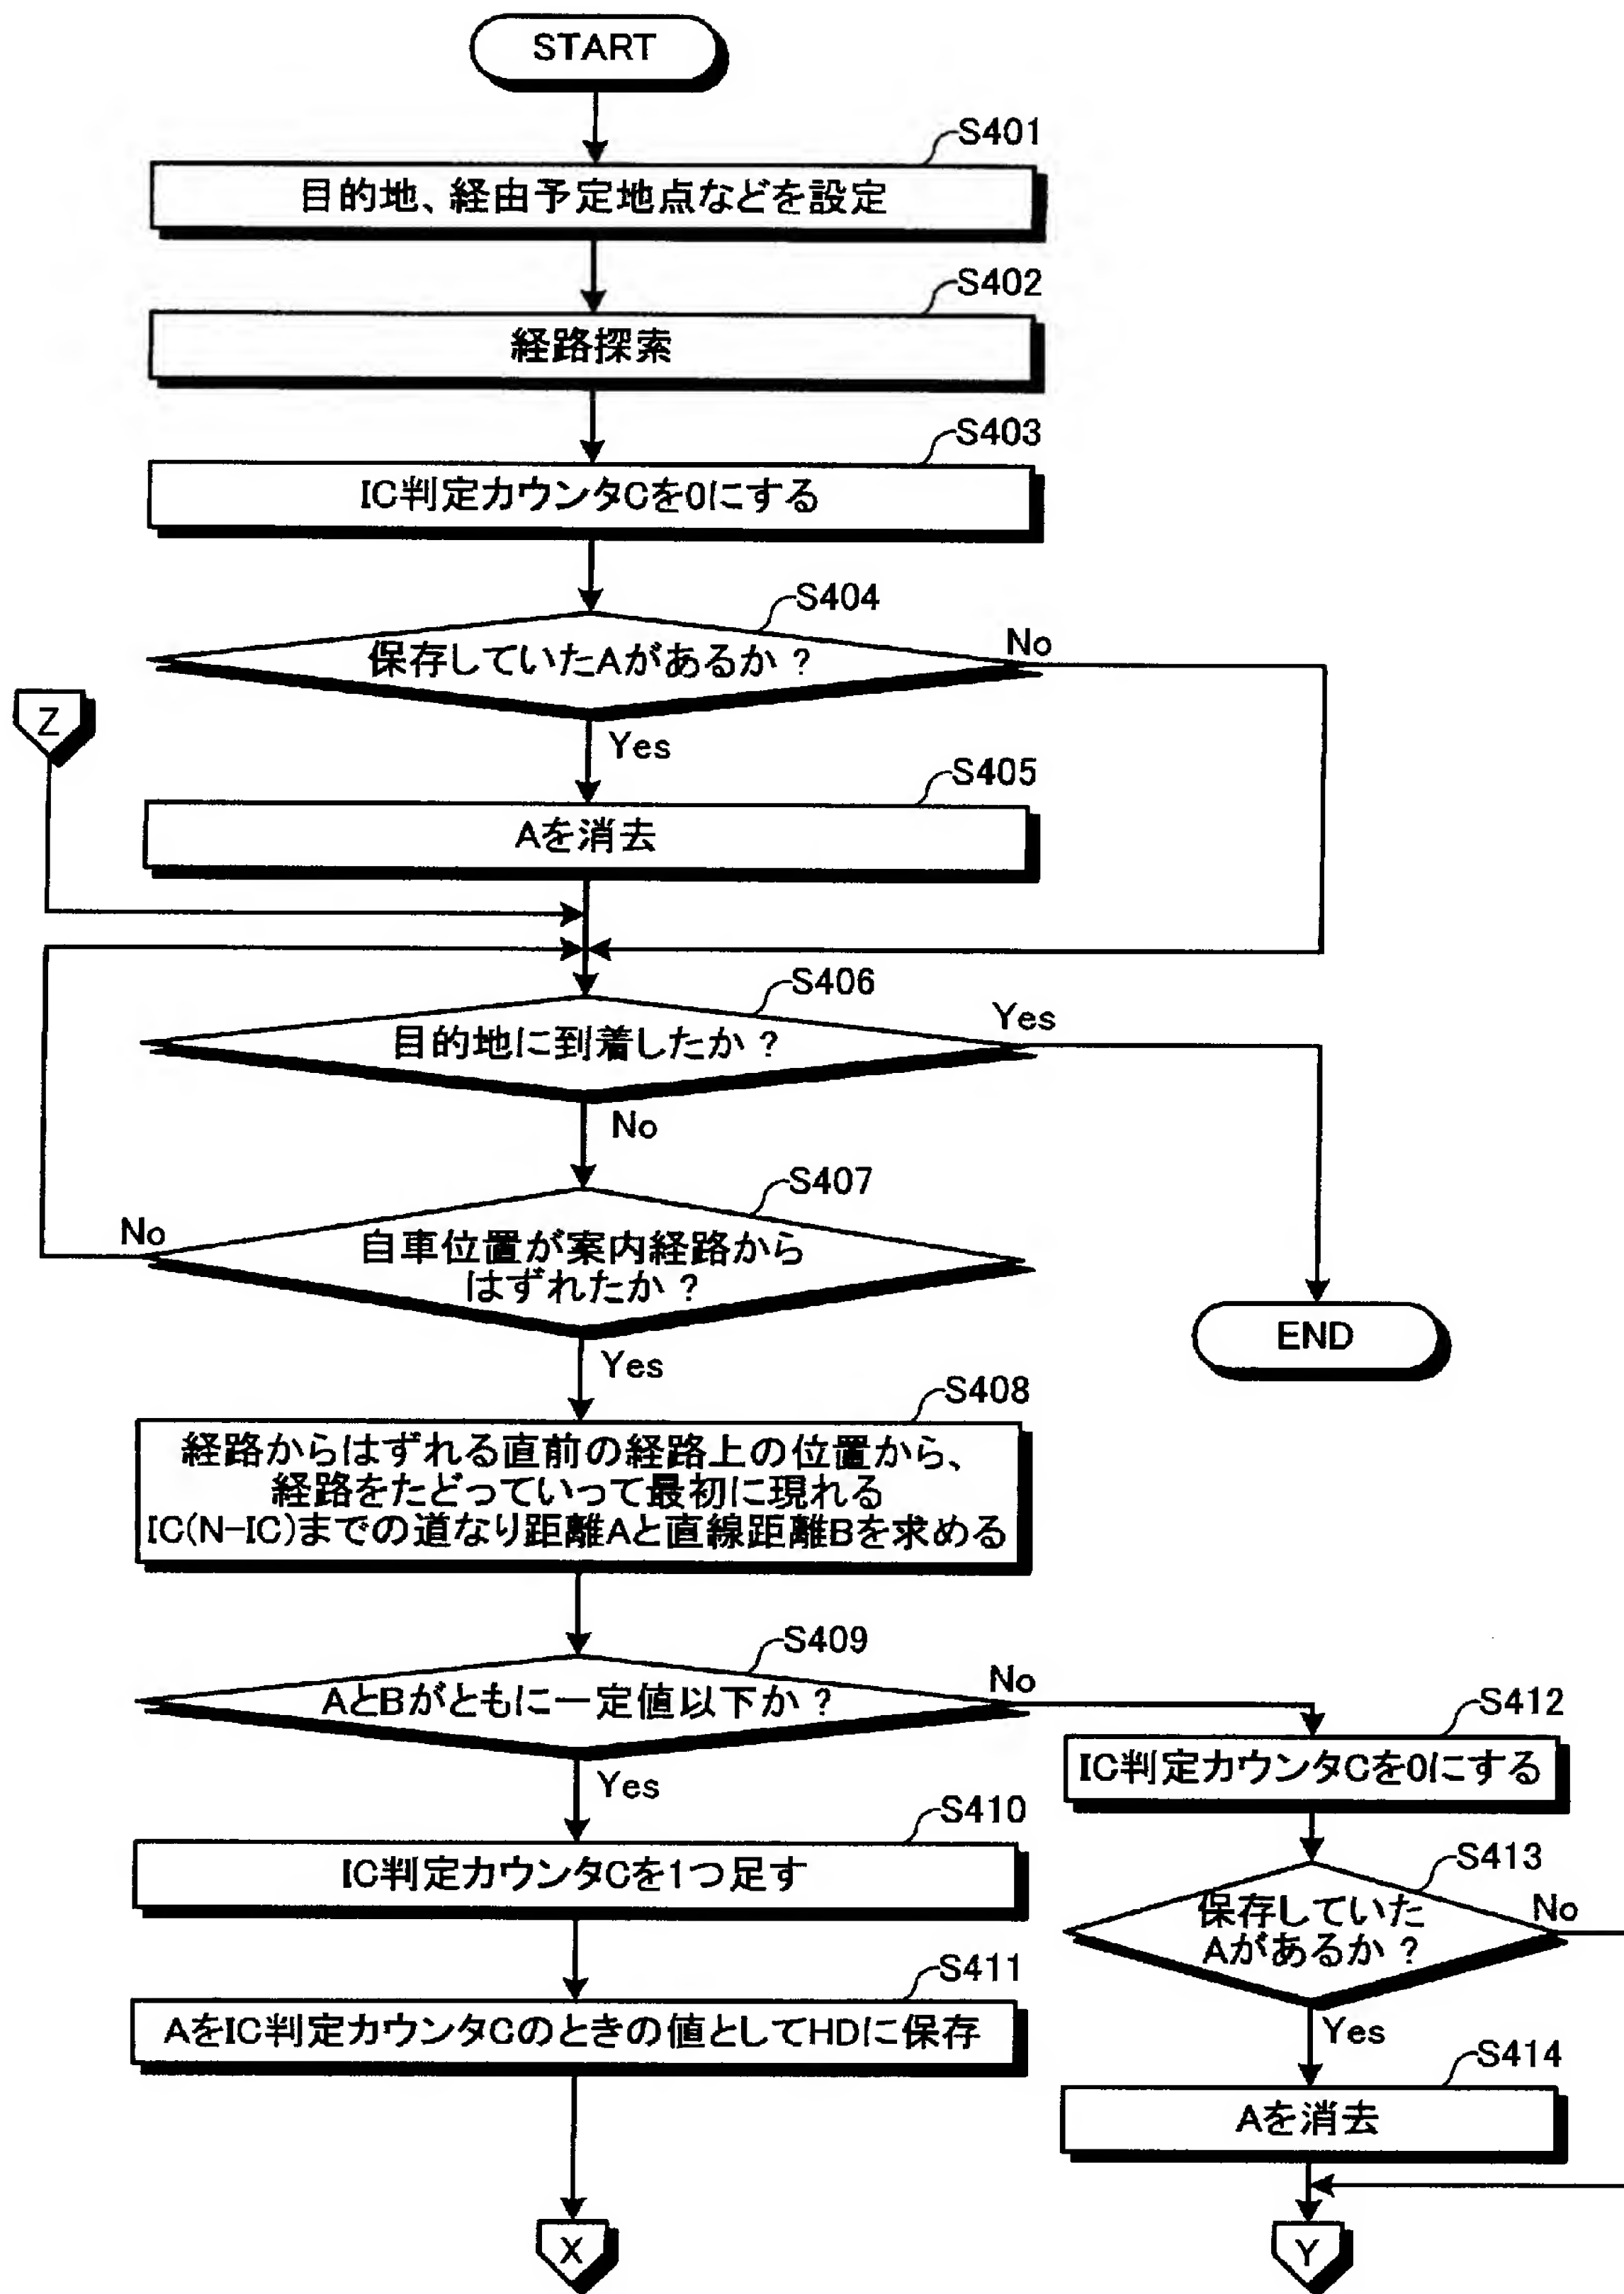 START
S401
目的地、経由予定地点などを設定
S402
経路探索
S403
IC判定カウンタCを0にする
S404
保存していたAがあるか？
No
Z
Yes
S405
Aを消去
S406
目的地に到着したか？
Yes
No
S407
自車位置が案内経路から
はずれたか？
No
Yes
END
S408
経路からはずれる直前の経路上の位置から、
経路をたどっていって最初に現れる
IC(N-IC)までの道なり距離Aと直線距離Bを求める
S409
AとBがともに一定値以下か？
No
Yes
S412
IC判定カウンタCを0にする
S410
IC判定カウンタCを1つ足す
S413
保存していた
Aがあるか？
No
Yes
S411
AをIC判定カウンタCのときの値としてHDに保存
S414
Aを消去
X
Y